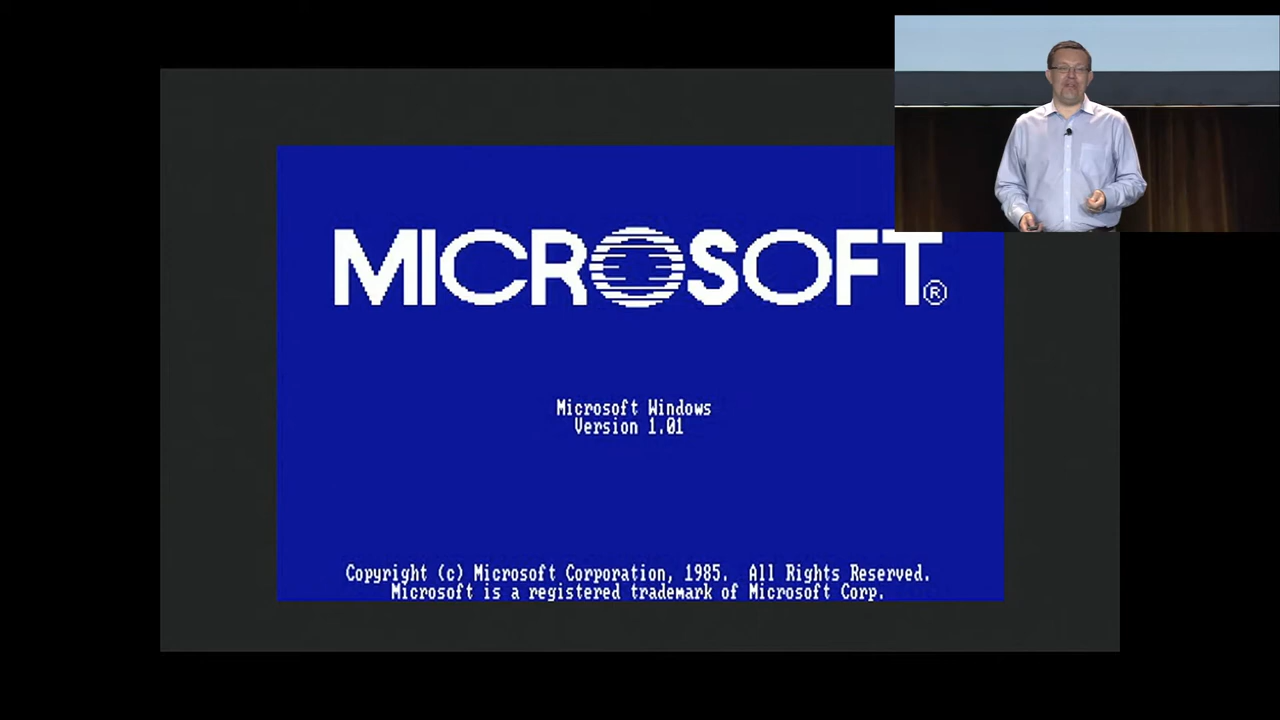 MICROSOFT®
Microsoft Windows
Version 1.01
Copyright (c) Microsoft Corporation, 1985. All Rights Reserved.
Microsoft is a registered trademark of Microsoft Corp.